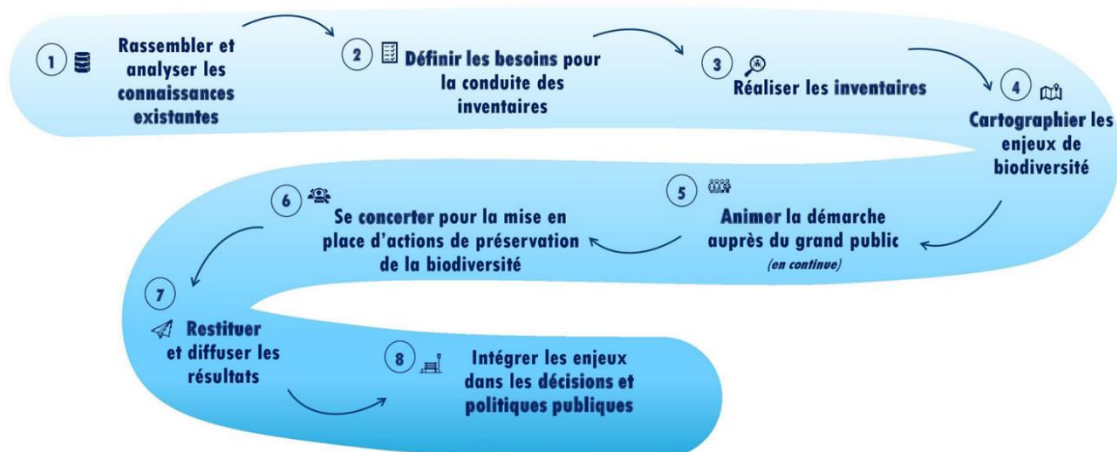 1
Rassembler et
analyser les
connaissances
existantes
2
Définir les besoins pour
la conduite des
inventaires
3
Réaliser les inventaires
4
Cartographier les
enjeux de
biodiversité
5
Animer la démarche
auprès du grand public
(en continue)
6
Se concerter pour la mise en
place d'actions de préservation
de la biodiversité
7
Restituer
et diffuser les
résultats
8
Intégrer les enjeux
dans les décisions et
politiques publiques